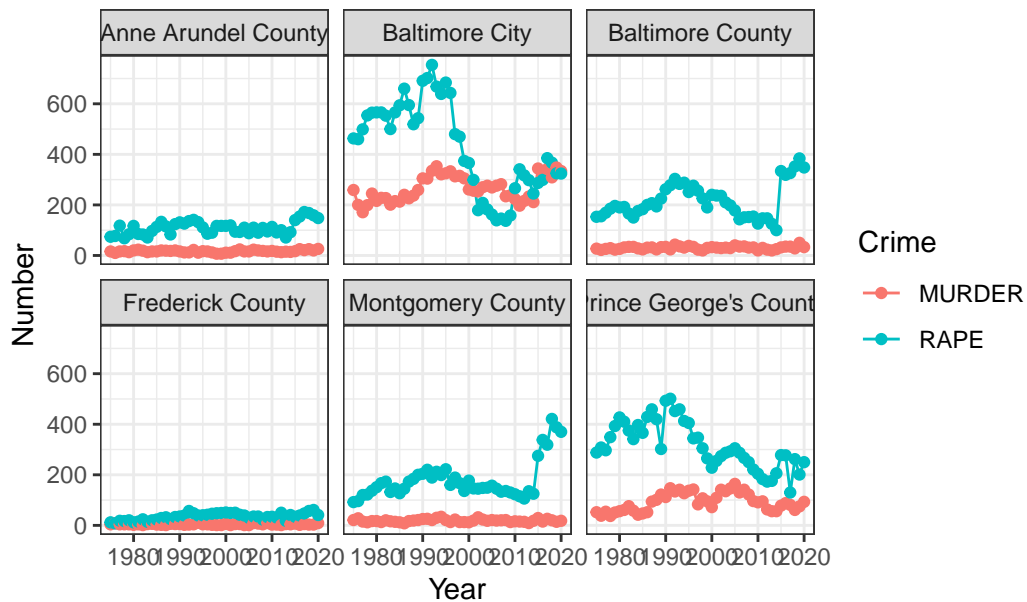 Anne Arundel County
Baltimore City
Baltimore County
600
400
200
0
Frederick County
Montgomery County
Prince George's County
600
400
200
0
1980 1990 2000 2010 2020
1980 1990 2000 2010 2020
1980 1990 2000 2010 2020
Number
Year
Crime
MURDER
RAPE